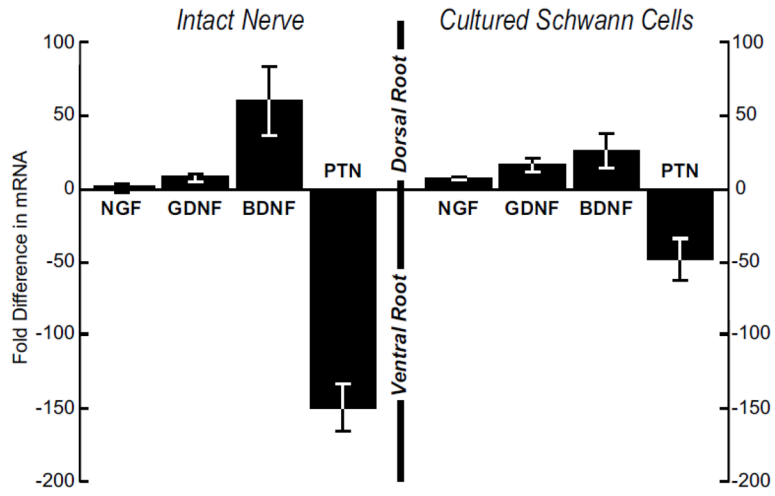 Intact Nerve
Cultured Schwann Cells
Fold Difference in mRNA
100
50
0
-50
-100
-150
-200
NGF
GDNF
BDNF
PTN
Dorsal Root
Ventral Root
NGF
GDNF
BDNF
PTN
100
50
0
-50
-100
-150
-200